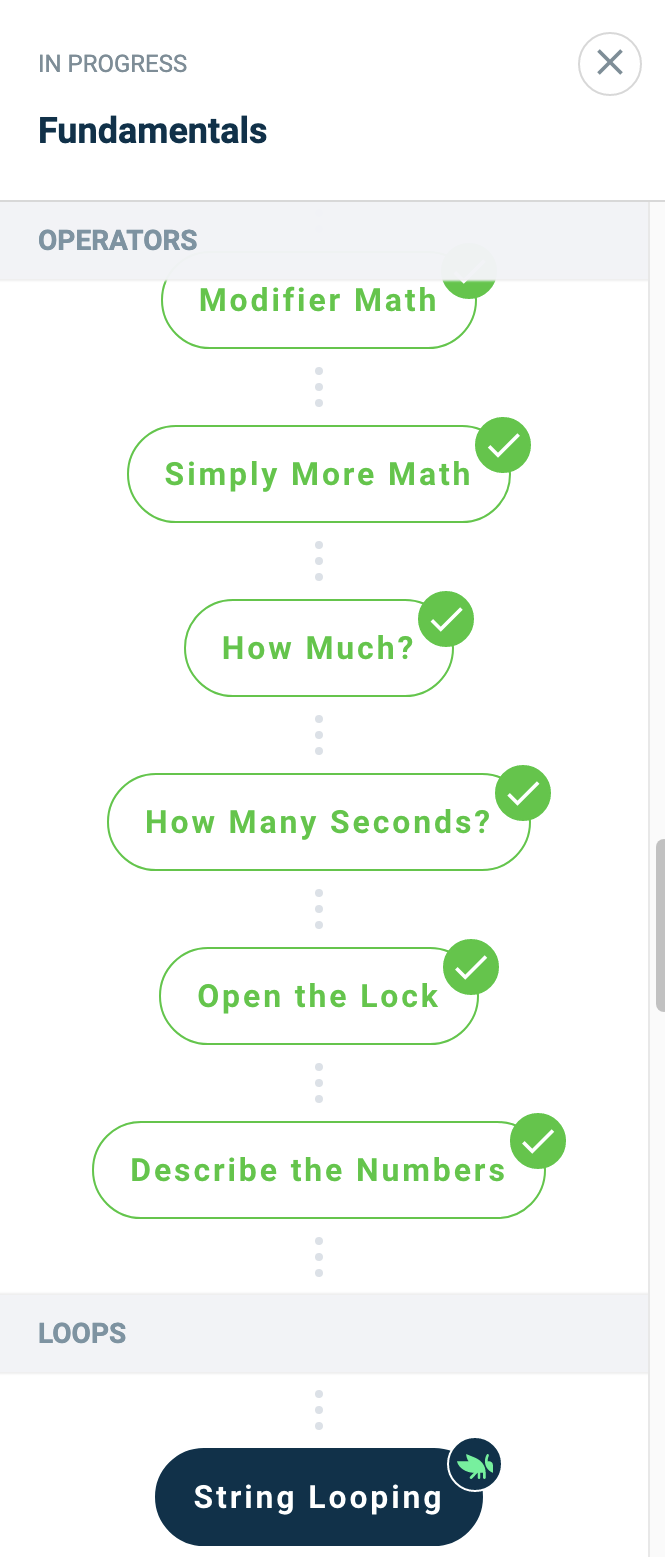 IN PROGRESS
Fundamentals
OPERATORS
Modifier Math
Simply More Math
How Much?
How Many Seconds?
Open the Lock
Describe the Numbers
LOOPS
String Looping